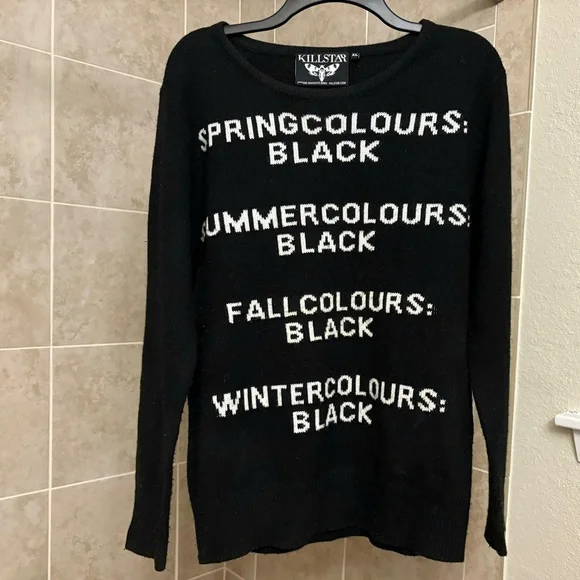 KILLSTAR
SPRINGCOLOURS:
BLACK
SUMMERCOLOURS:
BLACK
FALLCOLOURS:
BLACK
WINTERCOLOURS:
BLACK